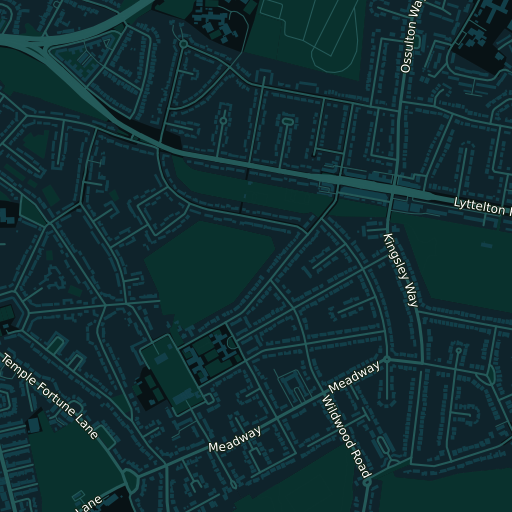 Ossulton Wa
Lyttelton R
Kingsley Way
Temple Fortune Lane
Meadway
Wildwood Road
Meadway
Lane